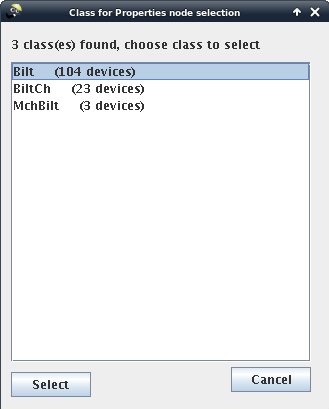 Class for Properties node selection
3 class(es) found, choose class to select
Bilt (104 devices)
BiltCh (23 devices)
MchBilt (3 devices)
Select
Cancel